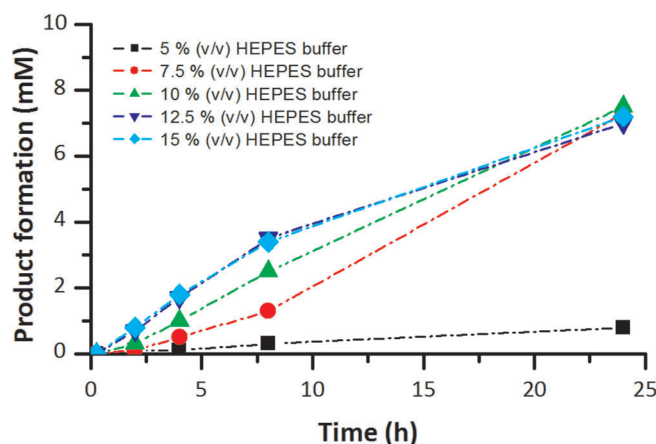 10
8
6
4
2
0
Product formation (mM)
5 % (v/v) HEPES buffer
7.5 % (v/v) HEPES buffer
10 % (v/v) HEPES buffer
12.5 % (v/v) HEPES buffer
15 % (v/v) HEPES buffer
0 5 10 15 20 25
Time (h)